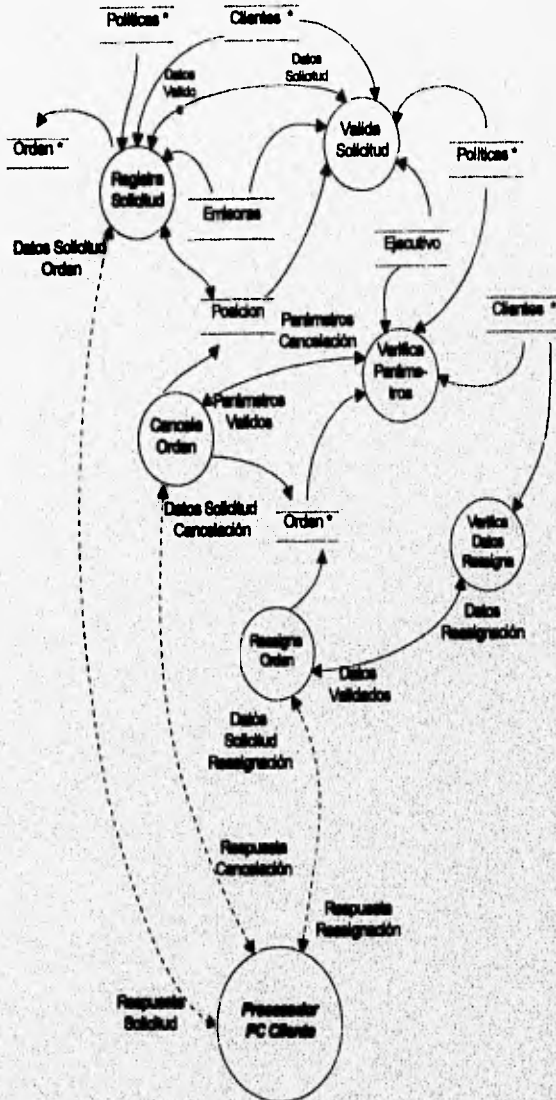 Políticas *
Clientes *
Datos
Valido
Datos
Solicitud
Orden *
Registra
Solicitud
Valida
Solicitud
Políticas *
Emisoras
Datos Solicitud
Orden
Ejecutivo
Posicion
Parámetros
Cancelación
Clientes *
Verifica
Paráme-
tros
Parámetros
Validos
Cancela
Orden
Datos Solicitud
Cancelación
Orden *
Verifica
Datos
Reasigna
Reasigna
Orden
Datos
Reasignación
Datos
Validados
Datos
Solicitud
Reasignación
Respuesta
Cancelación
Respuesta
Reasignación
Respuesta
Solicitud
Procesador
PC Cliente